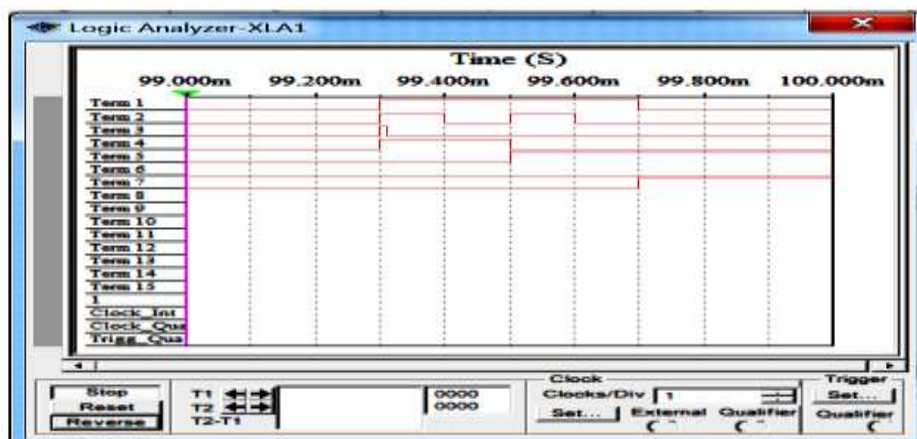 Logic Analyzer-XLA1
Time (S)
99.000m 99.200m 99.400m 99.600m 99.800m 100.000m
Term 1
Term 2
Term 3
Term 4
Term 5
Term 6
Term 7
Term 8
Term 9
Term 10
Term 11
Term 12
Term 13
Term 14
Term 15
1
Clock_Int
Clock_Qua
Trigg_Qua
Stop
Reset
Reverse
T1
T2
T2-T1
0000
0000
Clock
Clocks/Div 1
Set... External Qualifier
Trigger
Set...
Qualifier